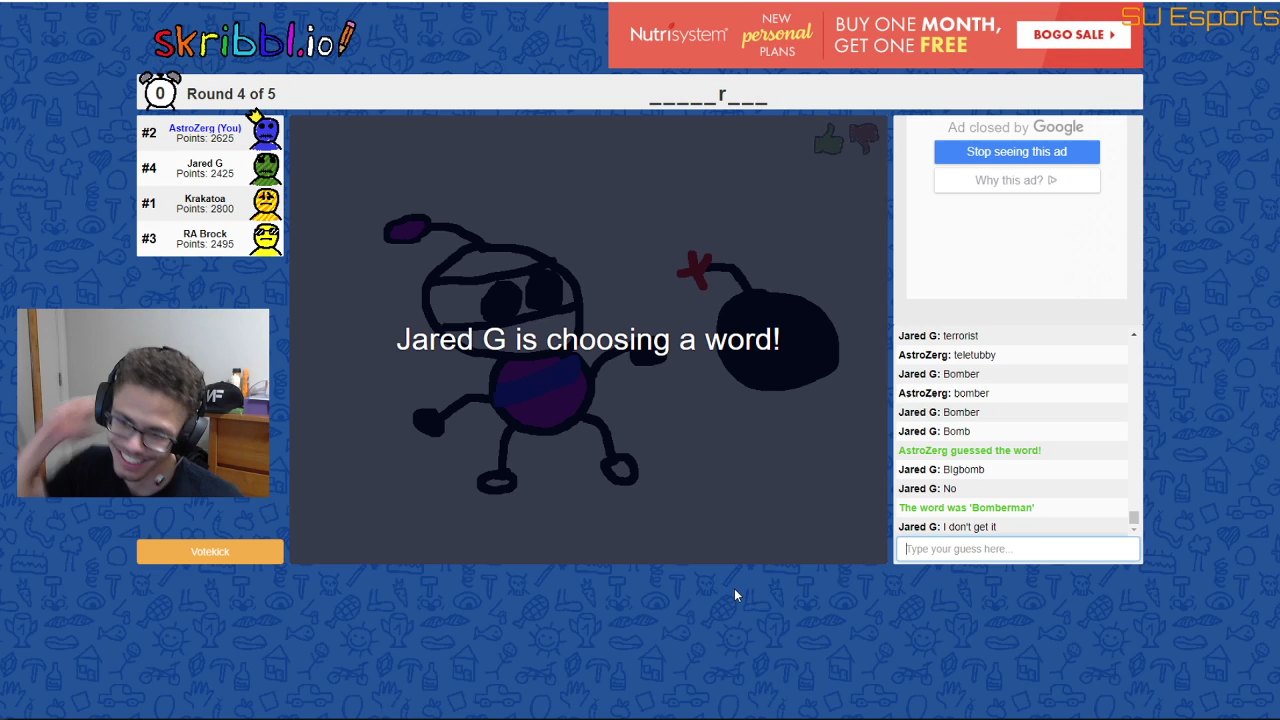 SU Esports
skribbl.io
Nutrisystem®
NEW
personal
PLANS
BUY ONE MONTH,
GET ONE FREE
BOGO SALE
0
Round 4 of 5
_____r___
#2
AstroZerg (You)
Points: 2625
#4
Jared G
Points: 2425
#1
Krakatoa
Points: 2800
#3
RA Brock
Points: 2495
Jared G is choosing a word!
Votekick
Ad closed by Google
Stop seeing this ad
Why this ad?
Jared G: terrorist
AstroZerg: teletubby
Jared G: Bomber
AstroZerg: bomber
Jared G: Bomber
Jared G: Bomb
AstroZerg guessed the word!
Jared G: BIgbomb
Jared G: No
The word was 'Bomberman'
Jared G: I don't get it
Type your guess here...
NF